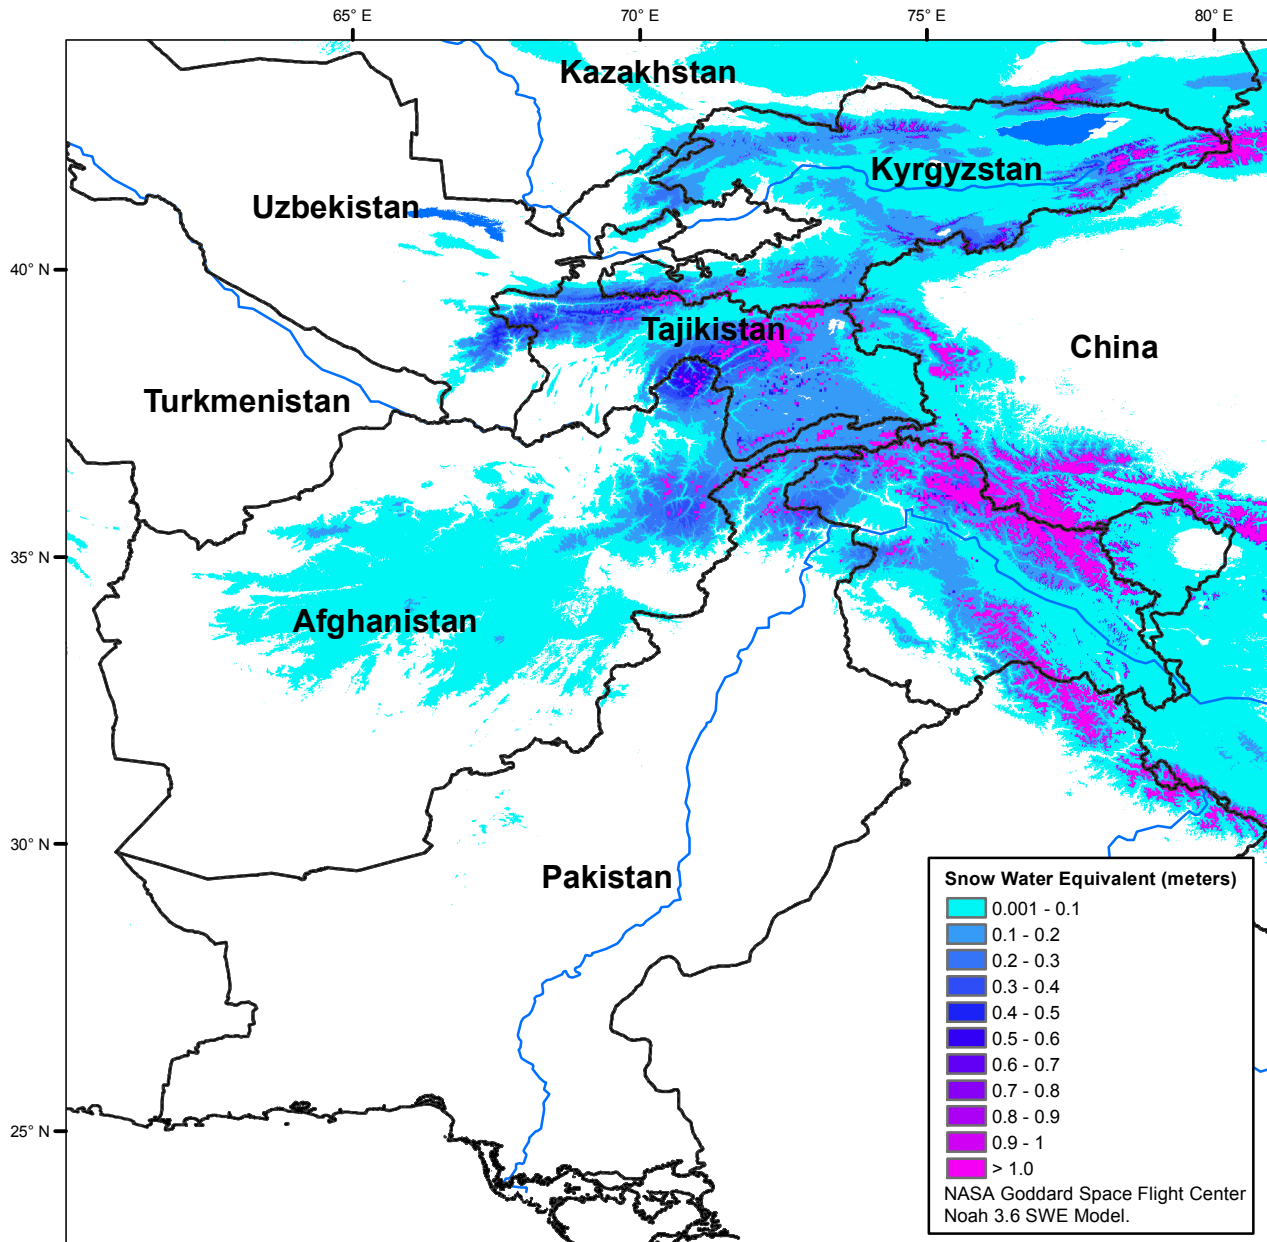 65° E 70° E 75° E 80° E
Kazakhstan
Kyrgyzstan
Uzbekistan
40° N
Tajikistan
China
Turkmenistan
35° N
Afghanistan
30° N
Pakistan
25° N
Snow Water Equivalent (meters)
0.001 - 0.1
0.1 - 0.2
0.2 - 0.3
0.3 - 0.4
0.4 - 0.5
0.5 - 0.6
0.6 - 0.7
0.7 - 0.8
0.8 - 0.9
0.9 - 1
> 1.0
NASA Goddard Space Flight Center
Noah 3.6 SWE Model.